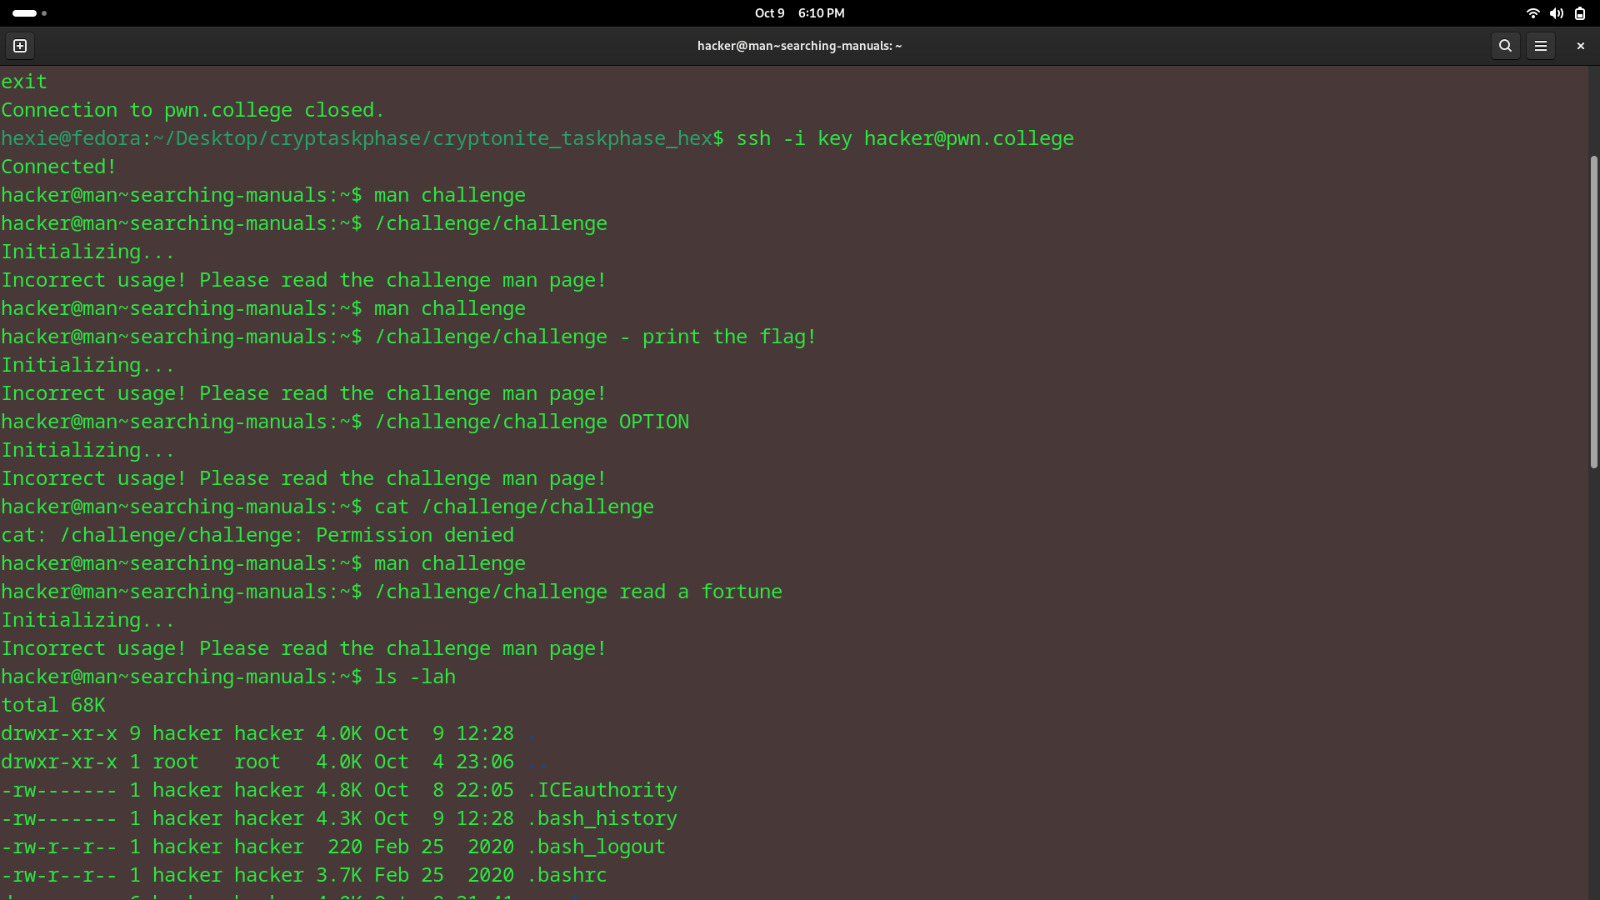 Oct 9 6:10 PM
hacker@man~searching-manuals: ~
exit
Connection to pwn.college closed.
hexie@fedora:~/Desktop/cryptaskphase/cryptonite_taskphase_hex$ ssh -i key hacker@pwn.college
Connected!
hacker@man~searching-manuals:~$ man challenge
hacker@man~searching-manuals:~$ /challenge/challenge
Initializing...
Incorrect usage! Please read the challenge man page!
hacker@man~searching-manuals:~$ man challenge
hacker@man~searching-manuals:~$ /challenge/challenge - print the flag!
Initializing...
Incorrect usage! Please read the challenge man page!
hacker@man~searching-manuals:~$ /challenge/challenge OPTION
Initializing...
Incorrect usage! Please read the challenge man page!
hacker@man~searching-manuals:~$ cat /challenge/challenge
cat: /challenge/challenge: Permission denied
hacker@man~searching-manuals:~$ man challenge
hacker@man~searching-manuals:~$ /challenge/challenge read a fortune
Initializing...
Incorrect usage! Please read the challenge man page!
hacker@man~searching-manuals:~$ ls -lah
total 68K
drwxr-xr-x 9 hacker hacker 4.0K Oct  9 12:28 .
drwxr-xr-x 1 root   root   4.0K Oct  4 23:06 ..
-rw------- 1 hacker hacker 4.8K Oct  8 22:05 .ICEauthority
-rw------- 1 hacker hacker 4.3K Oct  9 12:28 .bash_history
-rw-r--r-- 1 hacker hacker  220 Feb 25  2020 .bash_logout
-rw-r--r-- 1 hacker hacker 3.7K Feb 25  2020 .bashrc